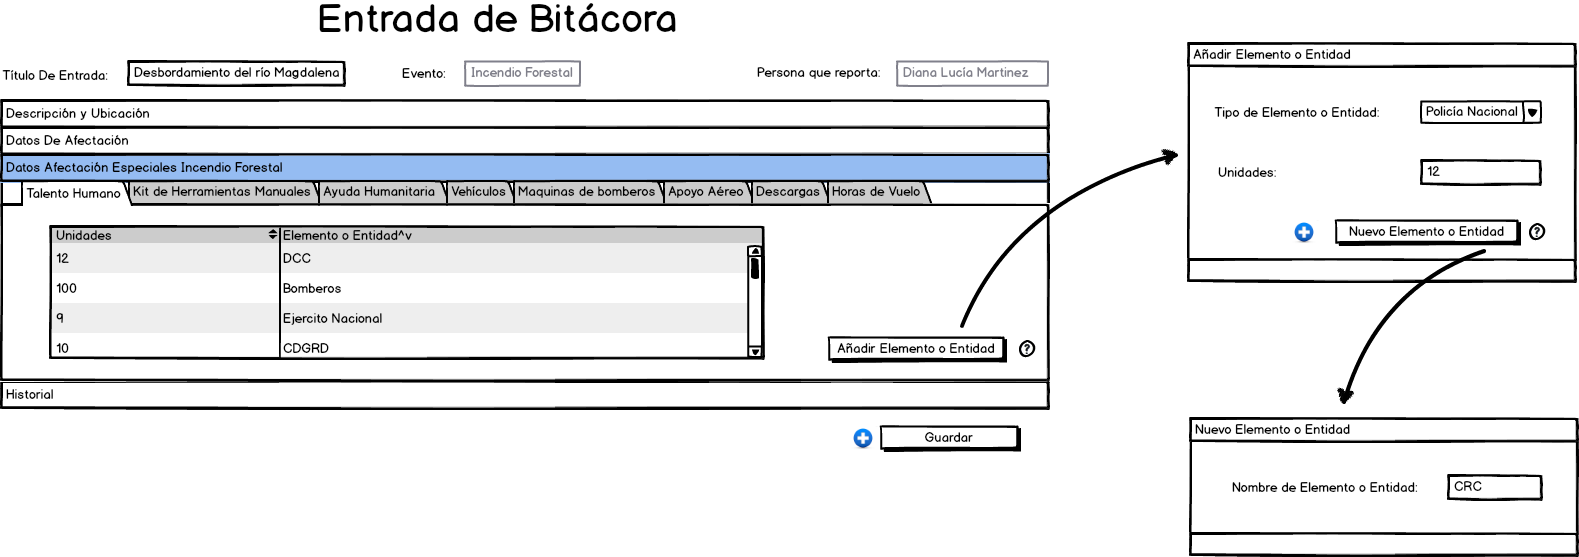 Entrada de Bitácora
Título De Entrada: Desbordamiento del río Magdalena Evento: Incendio Forestal Persona que reporta: Diana Lucía Martinez
Descripción y Ubicación
Datos De Afectación
Datos Afectación Especiales Incendio Forestal
Talento Humano Kit de Herramientas Manuales Ayuda Humanitaria Vehículos Maquinas de bomberos Apoyo Aéreo Descargas Horas de Vuelo
Unidades Elemento o Entidad^v
12 DCC
100 Bomberos
9 Ejercito Nacional
10 CDGRD
Añadir Elemento o Entidad ?
Historial
Guardar
Añadir Elemento o Entidad
Tipo de Elemento o Entidad: Policía Nacional
Unidades: 12
Nuevo Elemento o Entidad ?
Nuevo Elemento o Entidad
Nombre de Elemento o Entidad: CRC